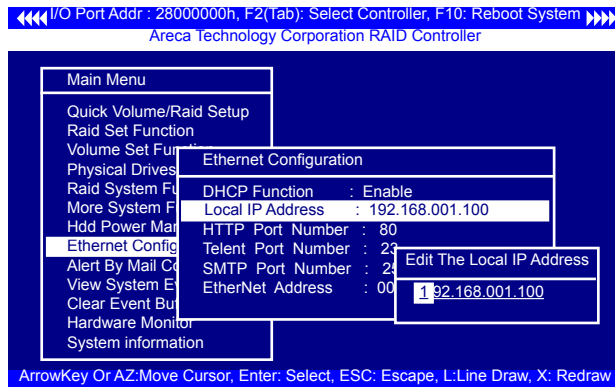 I/O Port Addr : 28000000h, F2(Tab): Select Controller, F10: Reboot System
Areca Technology Corporation RAID Controller
Main Menu
Quick Volume/Raid Setup
Raid Set Function
Volume Set Fun
Physical Drives
Raid System Fu
More System F
Hdd Power Mar
Ethernet Config
Alert By Mail Co
View System Ev
Clear Event Buf
Hardware Monitor
System information
Ethernet Configuration
DHCP Function : Enable
Local IP Address : 192.168.001.100
HTTP Port Number : 80
Telent Port Number : 23
SMTP Port Number : 25
EtherNet Address : 00
Edit The Local IP Address
192.168.001.100
ArrowKey Or AZ:Move Cursor, Enter: Select, ESC: Escape, L:Line Draw, X: Redraw